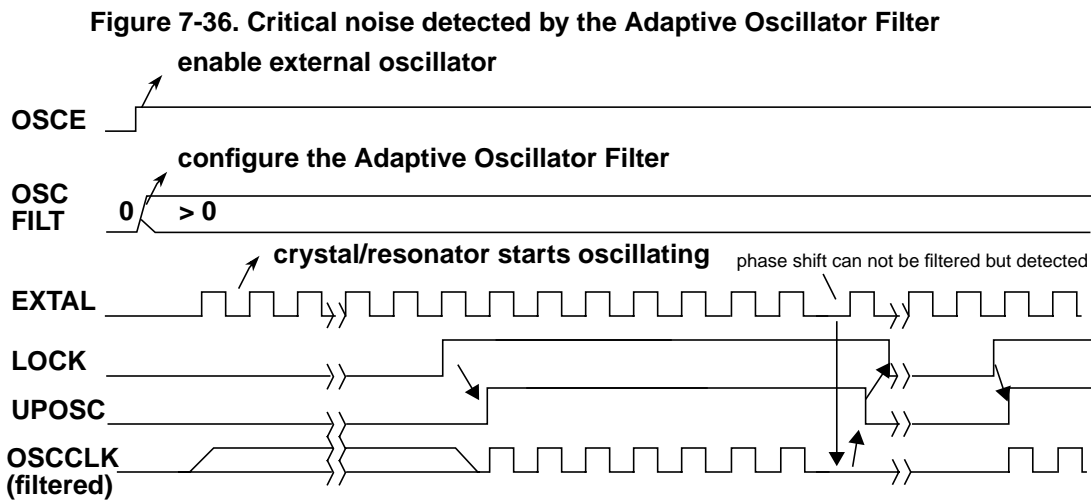 Figure 7-36. Critical noise detected by the Adaptive Oscillator Filter
enable external oscillator
OSCE
configure the Adaptive Oscillator Filter
OSC
FILT
0 > 0
crystal/resonator starts oscillating
phase shift can not be filtered but detected
EXTAL
LOCK
UPOSC
OSCCLK
(filtered)